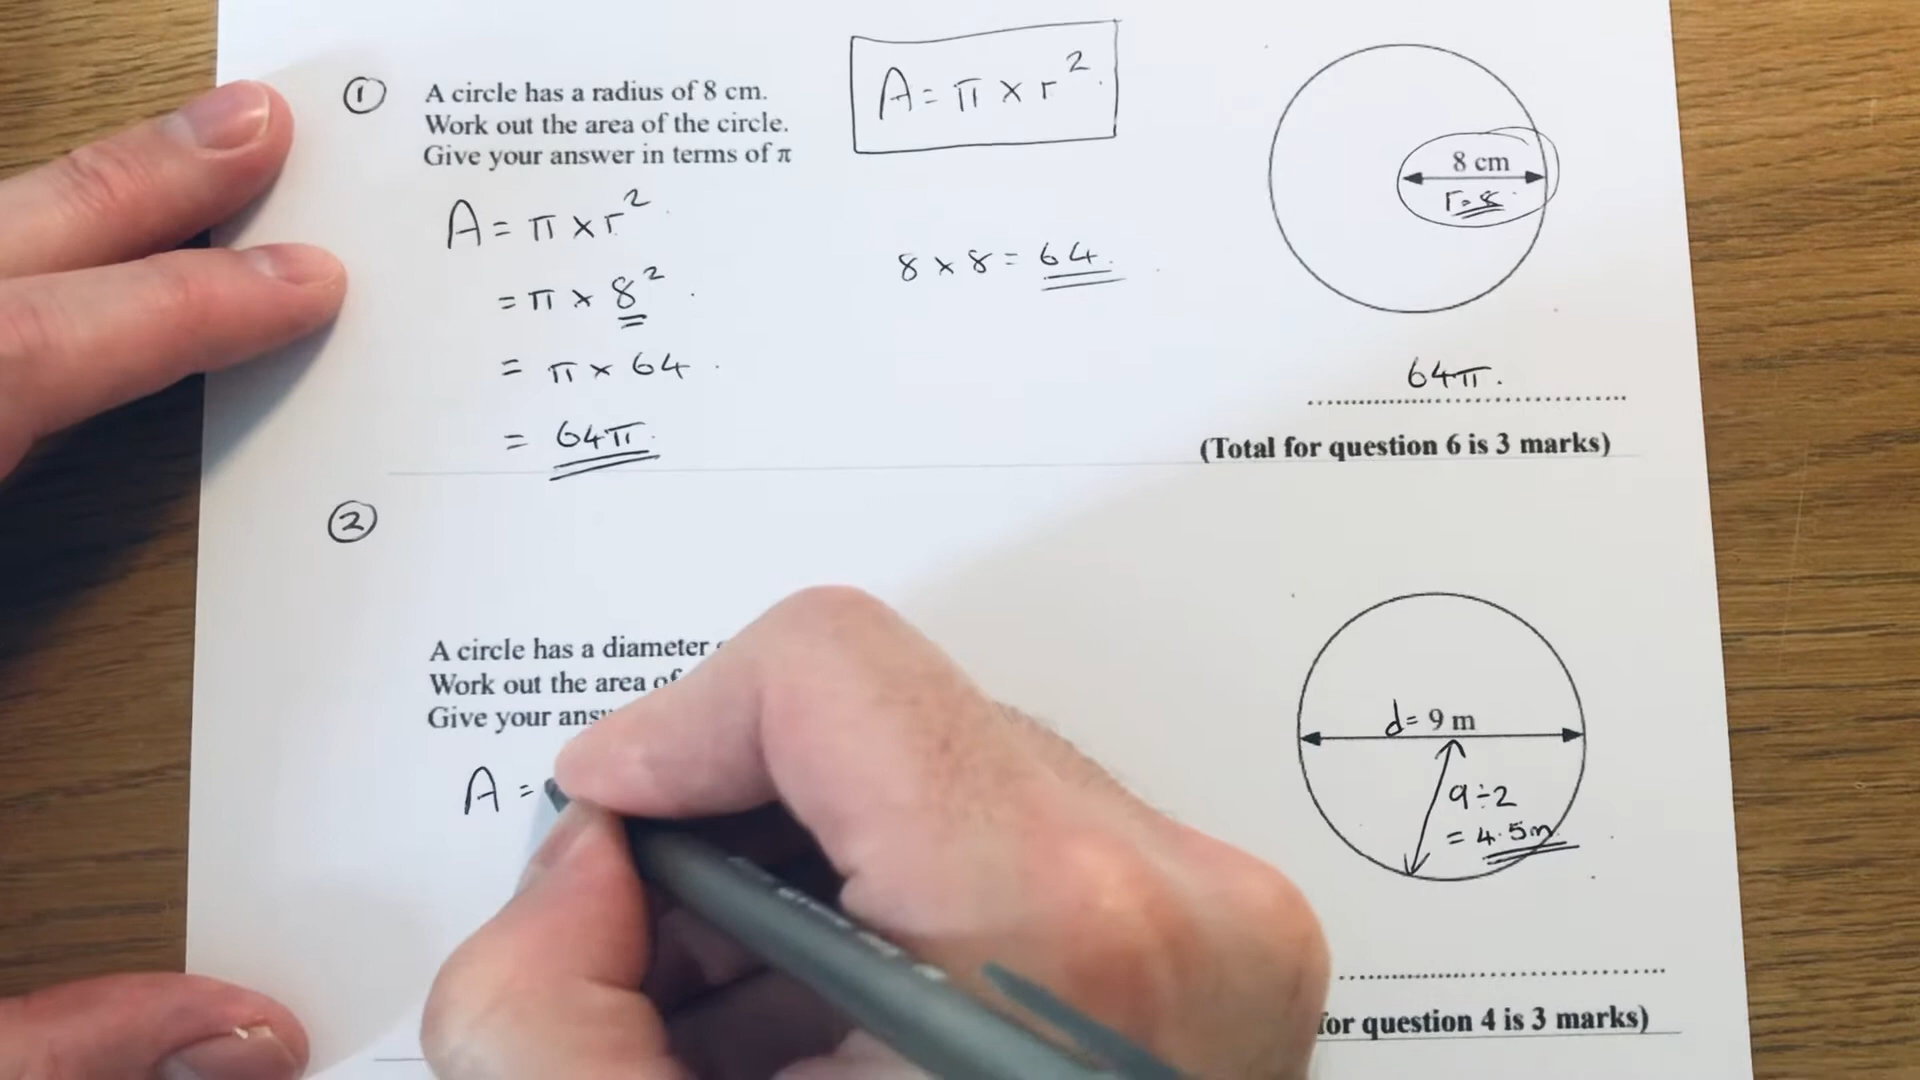 ① A circle has a radius of 8 cm.
Work out the area of the circle.
Give your answer in terms of π
A = π × r²
A = π × r²
= π × 8²
= π × 64
= 64π
8 × 8 = 64
8 cm
r = 8
64π
(Total for question 6 is 3 marks)
②
A circle has a diameter
Work out the area of
Give your
A =
d = 9 m
9 ÷ 2
= 4.5m
for question 4 is 3 marks)